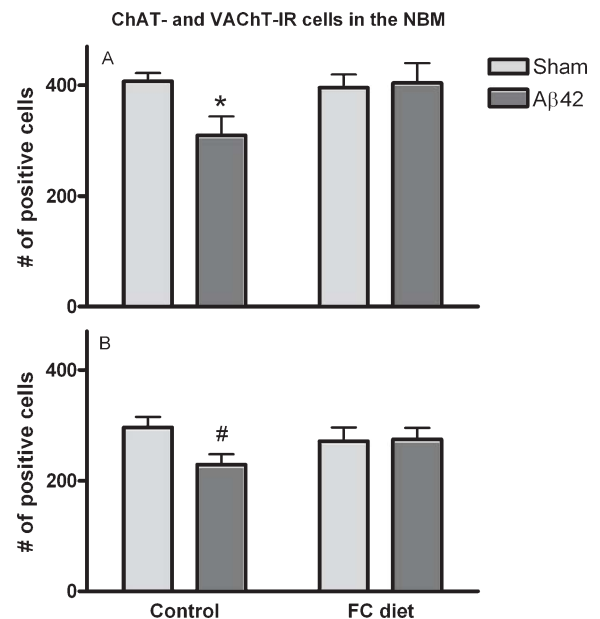 ChAT- and VAChT-IR cells in the NBM
A
Sham
Aβ42
# of positive cells
400
200
0
*
B
# of positive cells
400
200
0
#
Control
FC diet